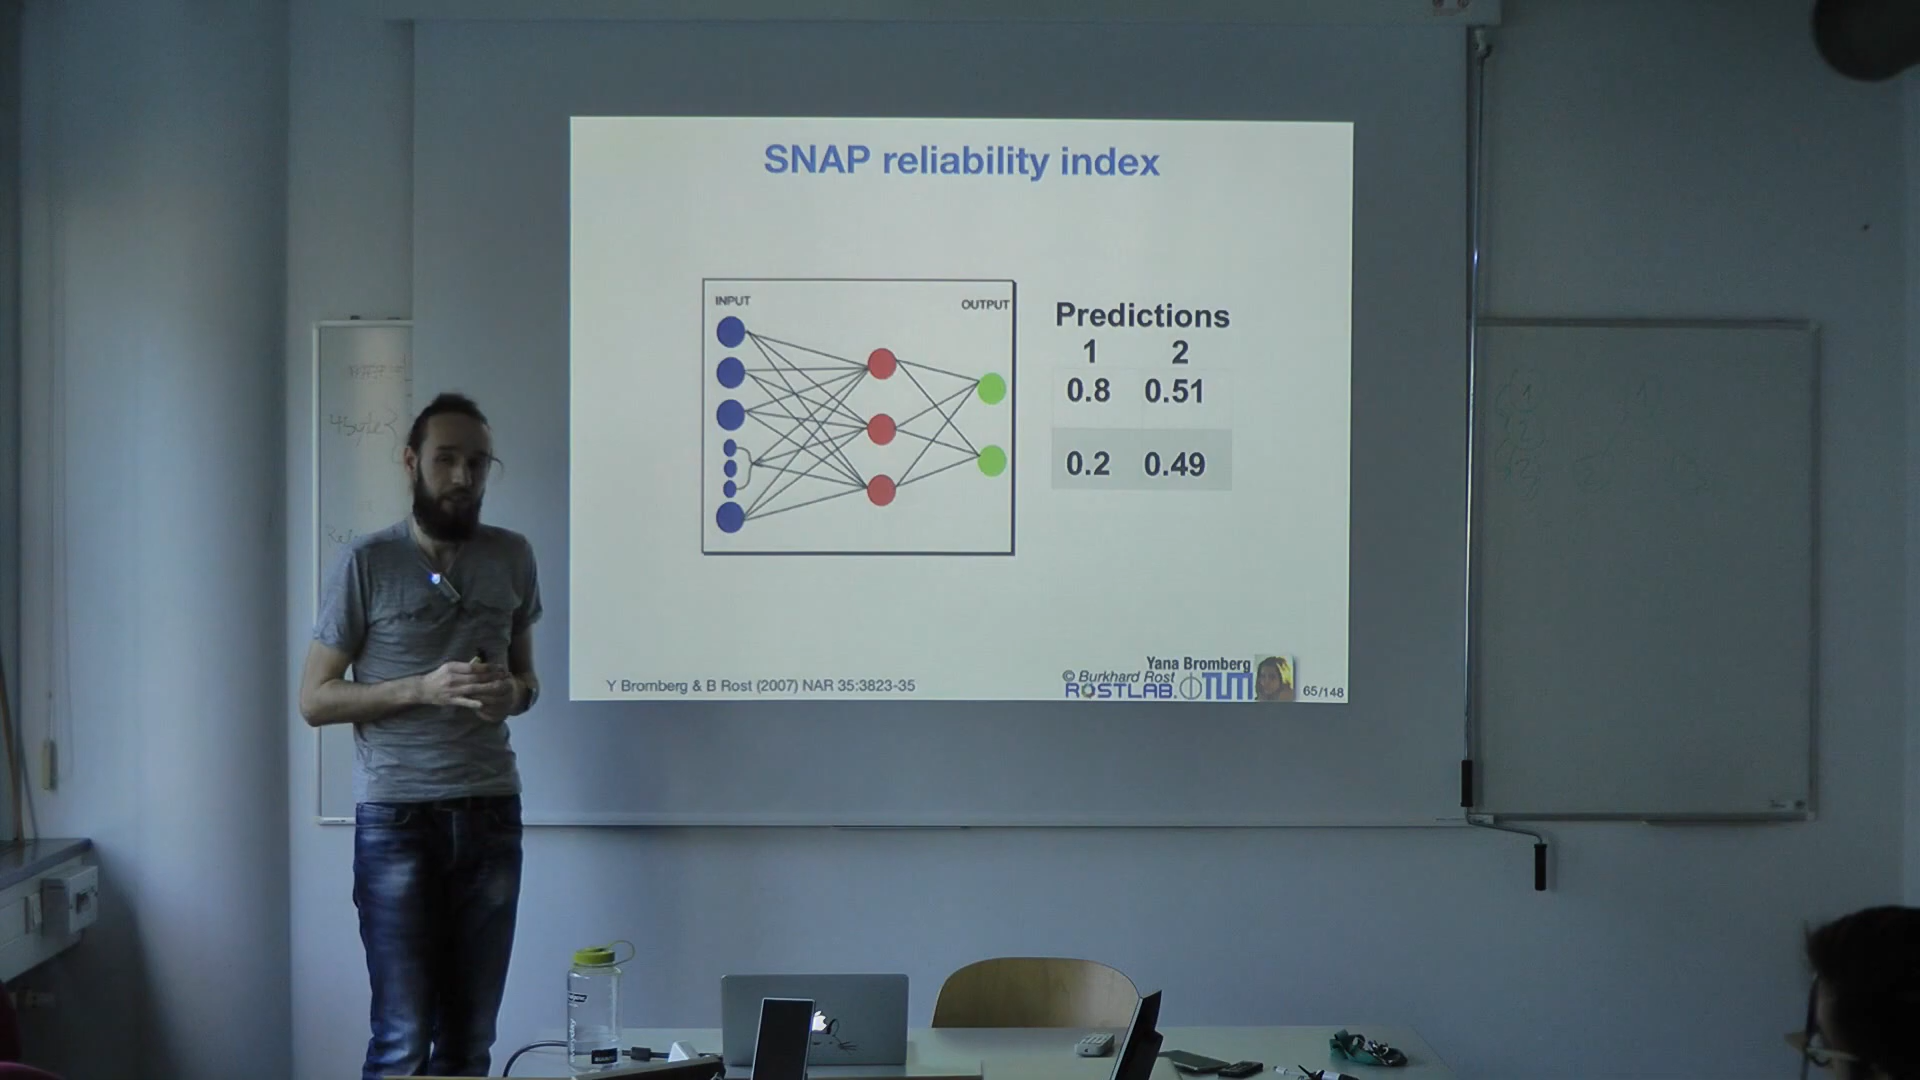 SNAP reliability index
INPUT
OUTPUT
Predictions
1 2
0.8 0.51
0.2 0.49
Y Bromberg & B Rost (2007) NAR 35:3823-35
Yana Bromberg
© Burkhard Rost
ROSTLAB. TUM
65/148